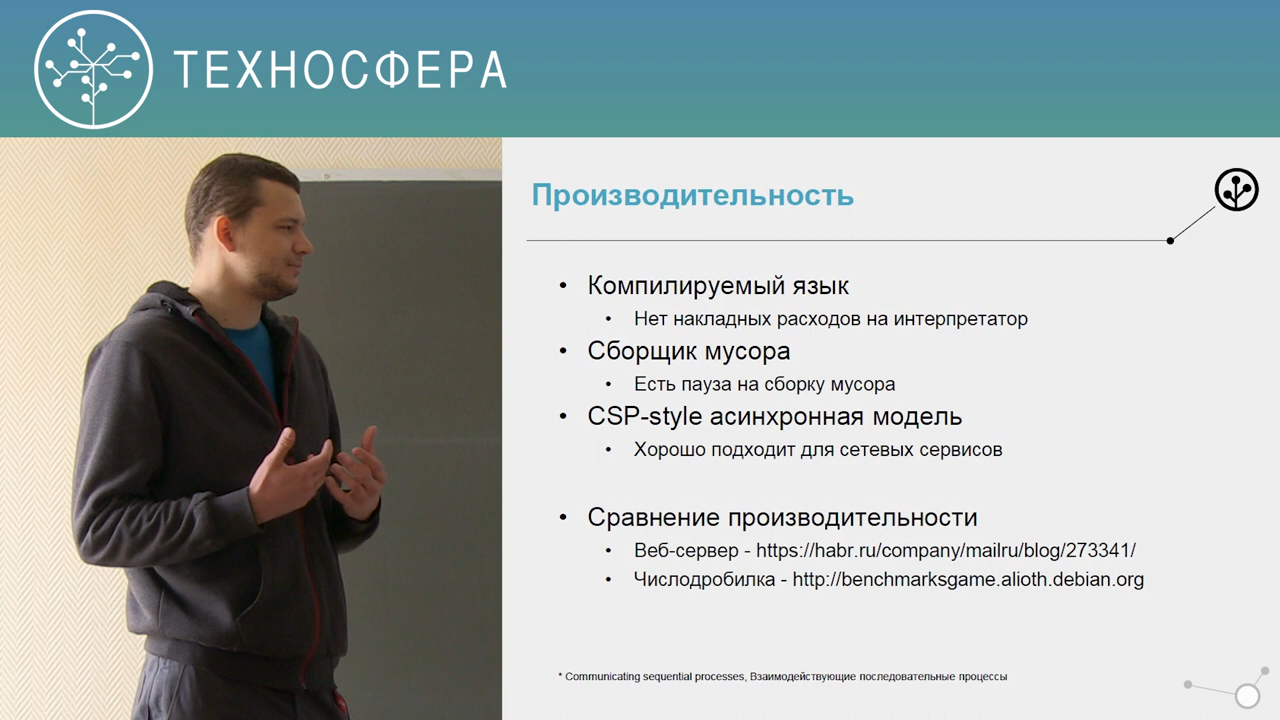 ТЕХНОСФЕРА
Производительность
• Компилируемый язык
• Нет накладных расходов на интерпретатор
• Сборщик мусора
• Есть пауза на сборку мусора
• CSP-style асинхронная модель
• Хорошо подходит для сетевых сервисов
• Сравнение производительности
• Веб-сервер - https://habr.ru/company/mailru/blog/273341/
• Числодробилка - http://benchmarksgame.alioth.debian.org
* Communicating sequential processes, Взаимодействующие последовательные процессы